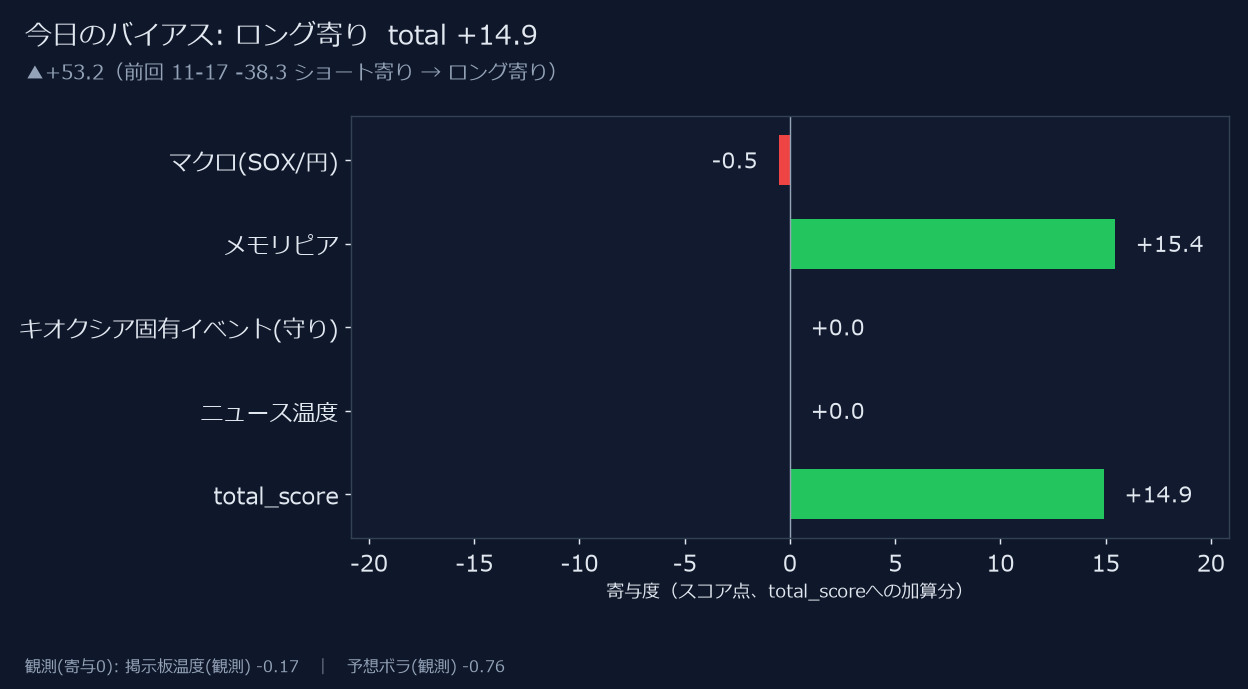 今日のバイアス: ロング寄り  total +14.9
▲+53.2（前回 11-17 -38.3 ショート寄り → ロング寄り）
マクロ(SOX/円)
-0.5
メモリピア
+15.4
キオクシア固有イベント(守り)
+0.0
ニュース温度
+0.0
total_score
+14.9
-20 -15 -10 -5 0 5 10 15 20
寄与度（スコア点、total_scoreへの加算分）
観測(寄与0): 掲示板温度(観測) -0.17 ｜ 予想ボラ(観測) -0.76